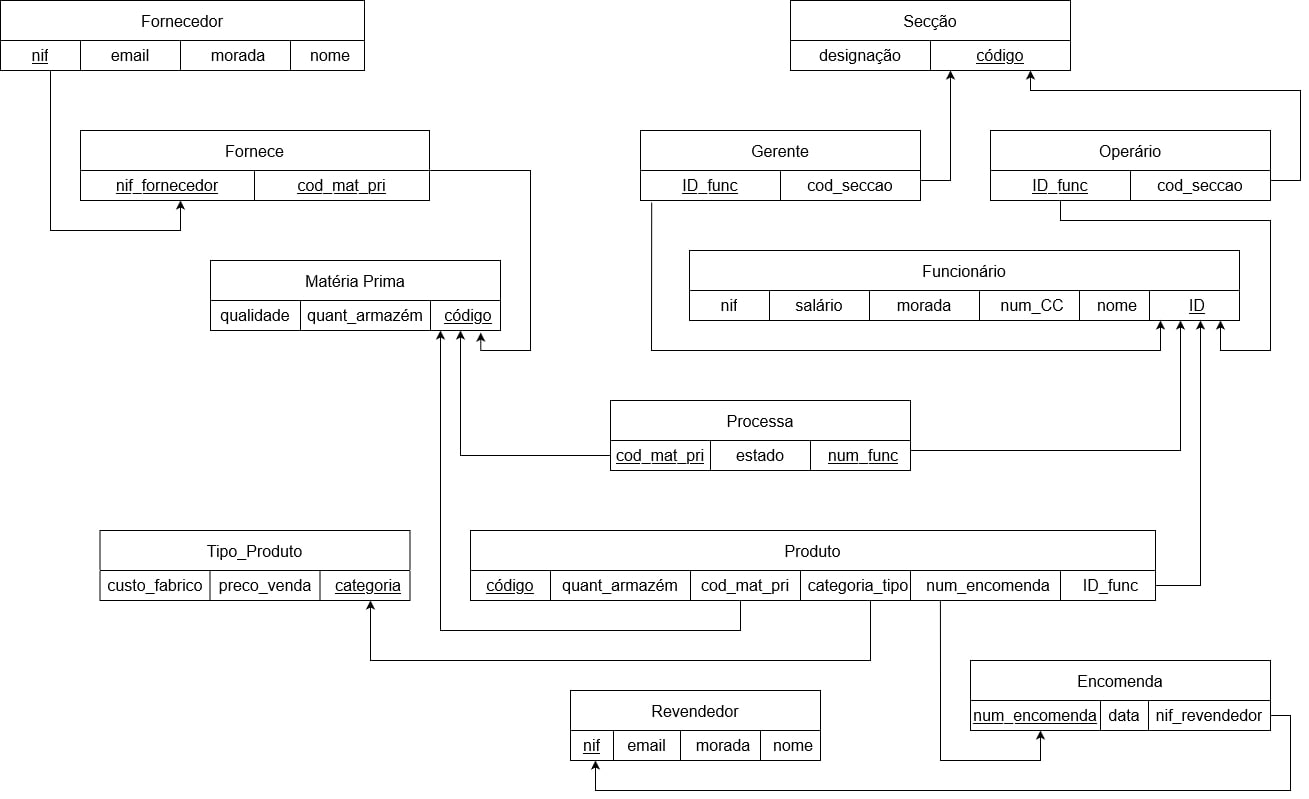 Fornecedor
nif email morada nome
Secção
designação código
Fornece
nif_fornecedor cod_mat_pri
Gerente
ID_func cod_seccao
Operário
ID_func cod_seccao
Matéria Prima
qualidade quant_armazém código
Funcionário
nif salário morada num_CC nome ID
Processa
cod_mat_pri estado num_func
Tipo_Produto
custo_fabrico preco_venda categoria
Produto
código quant_armazém cod_mat_pri categoria_tipo num_encomenda ID_func
Revendedor
nif email morada nome
Encomenda
num_encomenda data nif_revendedor